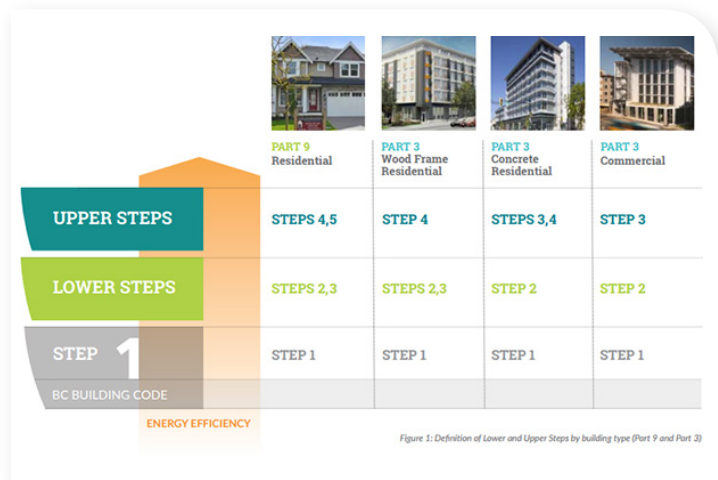 PART 9
Residential
PART 3
Wood Frame
Residential
PART 3
Concrete
Residential
PART 3
Commercial
UPPER STEPS
STEPS 4,5
STEP 4
STEPS 3,4
STEP 3
LOWER STEPS
STEPS 2,3
STEPS 2,3
STEP 2
STEP 2
STEP 1
STEP 1
STEP 1
STEP 1
STEP 1
BC BUILDING CODE
ENERGY EFFICIENCY
Figure 1: Definition of Lower and Upper Steps by building type (Part 9 and Part 3)